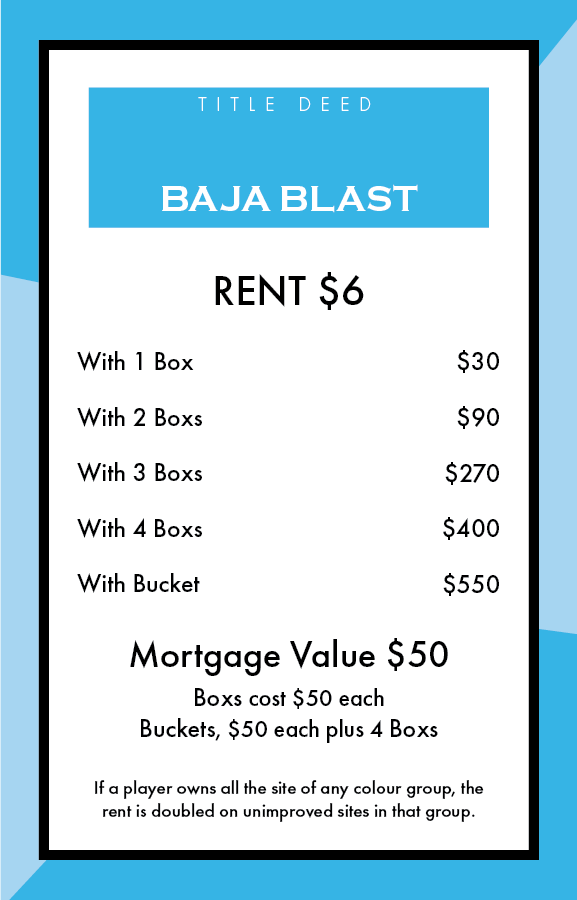 TITLE DEED
BAJA BLAST
RENT $6
With 1 Box $30
With 2 Boxs $90
With 3 Boxs $270
With 4 Boxs $400
With Bucket $550
Mortgage Value $50
Boxs cost $50 each
Buckets, $50 each plus 4 Boxs
If a player owns all the site of any colour group, the
rent is doubled on unimproved sites in that group.